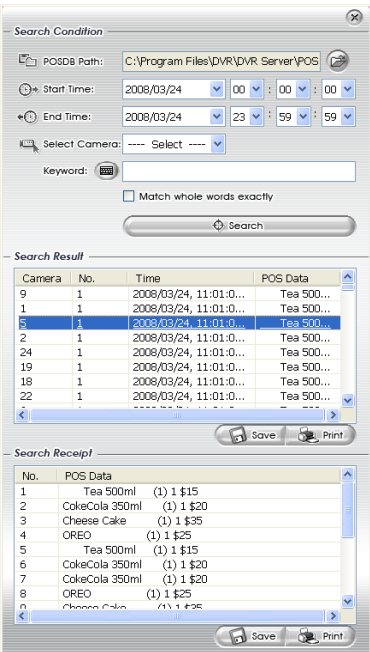 Search Condition
POSDB Path: C:\Program Files\DVR\DVR Server\POS
Start Time: 2008/03/24 00 : 00 : 00
End Time: 2008/03/24 23 : 59 : 59
Select Camera: ---- Select ----
Keyword:
Match whole words exactly
Search
Search Result
Camera No. Time POS Data
9 1 2008/03/24, 11:01:0... Tea 500...
1 1 2008/03/24, 11:01:0... Tea 500...
5 1 2008/03/24, 11:01:0... Tea 500...
2 1 2008/03/24, 11:01:0... Tea 500...
24 1 2008/03/24, 11:01:0... Tea 500...
19 1 2008/03/24, 11:01:0... Tea 500...
18 1 2008/03/24, 11:01:0... Tea 500...
22 1 2008/03/24, 11:01:0... Tea 500...
Save Print
Search Receipt
No. POS Data
1 Tea 500ml (1) 1 $15
2 CokeCola 350ml (1) 1 $20
3 Cheese Cake (1) 1 $35
4 OREO (1) 1 $25
5 Tea 500ml (1) 1 $15
6 CokeCola 350ml (1) 1 $20
7 CokeCola 350ml (1) 1 $20
8 OREO (1) 1 $25
9 Cheese Cake (1) 1 $35
Save Print